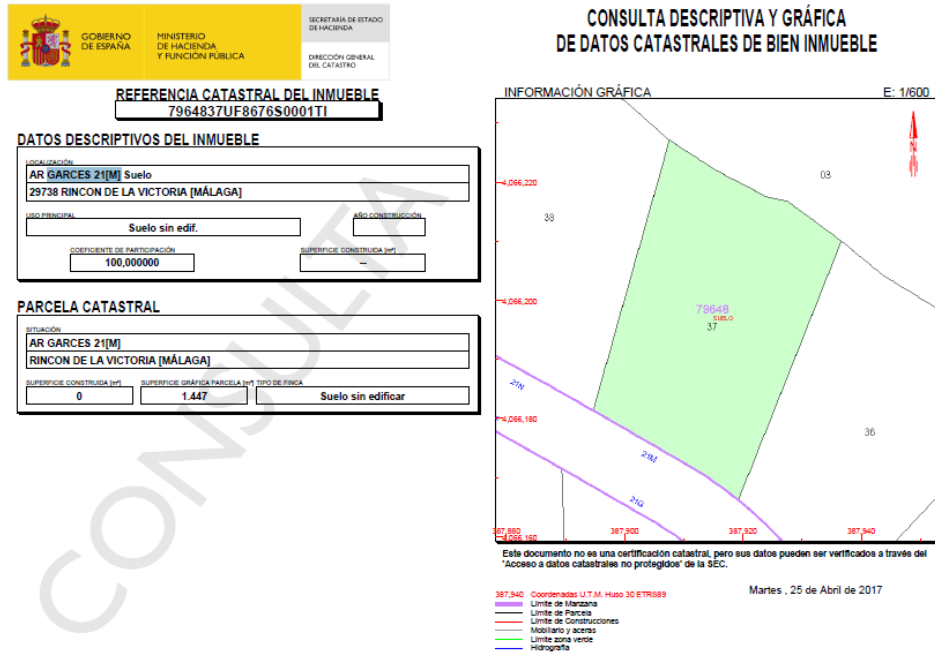 GOBIERNO
DE ESPAÑA
MINISTERIO
DE HACIENDA
Y FUNCIÓN PÚBLICA
SECRETARÍA DE ESTADO
DE HACIENDA
DIRECCIÓN GENERAL
DEL CATASTRO
REFERENCIA CATASTRAL DEL INMUEBLE
7964837UF8676S0001TI
DATOS DESCRIPTIVOS DEL INMUEBLE
LOCALIZACIÓN
AR GARCES 21[M] Suelo
29738 RINCON DE LA VICTORIA [MÁLAGA]
USO PRINCIPAL
Suelo sin edif.
AÑO CONSTRUCCIÓN
COEFICIENTE DE PARTICIPACIÓN
100,000000
SUPERFICIE CONSTRUIDA [m²]
--
PARCELA CATASTRAL
SITUACIÓN
AR GARCES 21[M]
RINCON DE LA VICTORIA [MÁLAGA]
SUPERFICIE CONSTRUIDA [m²]
0
SUPERFICIE GRÁFICA PARCELA [m²]
1.447
TIPO DE FINCA
Suelo sin edificar
CONSULTA
CONSULTA DESCRIPTIVA Y GRÁFICA
DE DATOS CATASTRALES DE BIEN INMUEBLE
INFORMACIÓN GRÁFICA
E: 1/600
N
03
4,066,220
38
4,066,200
79648
SUELO
37
21N
4,066,180
36
21M
21G
387,880
387,900
387,920
387,940
4,066,160
Este documento no es una certificación catastral, pero sus datos pueden ser verificados a través del
'Acceso a datos catastrales no protegidos' de la SEC.
387,940 Coordenadas U.T.M. Huso 30 ETRS89
Límite de Manzana
Límite de Parcela
Límite de Construcciones
Mobiliario y aceras
Límite zona verde
Hidrografía
Martes , 25 de Abril de 2017